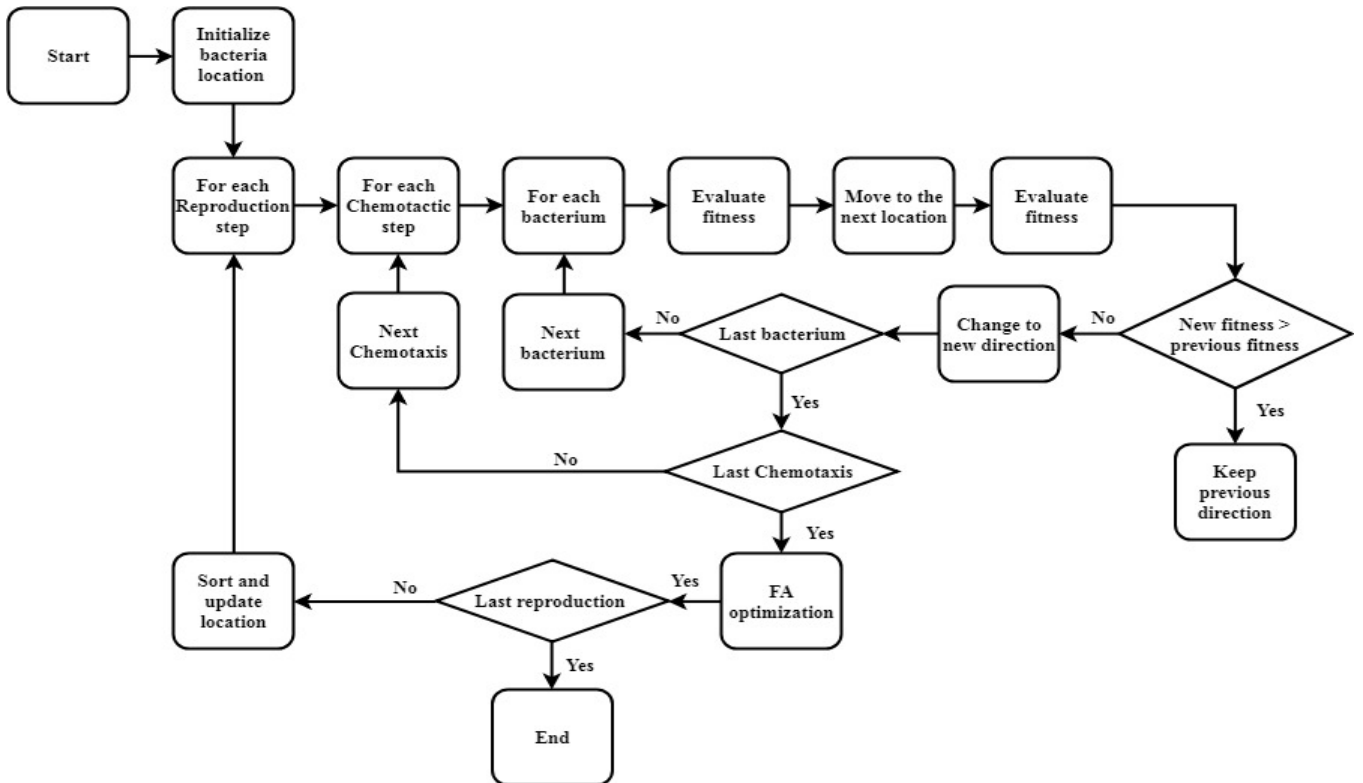 Start
Initialize
bacteria
location
For each
Reproduction
step
For each
Chemotactic
step
For each
bacterium
Evaluate
fitness
Move to the
next location
Evaluate
fitness
Next
Chemotaxis
Next
bacterium
No
Last bacterium
Change to
new direction
No
New fitness >
previous fitness
Yes
Yes
No
Last Chemotaxis
Keep
previous
direction
Yes
Sort and
update
location
No
Last reproduction
Yes
FA
optimization
Yes
End